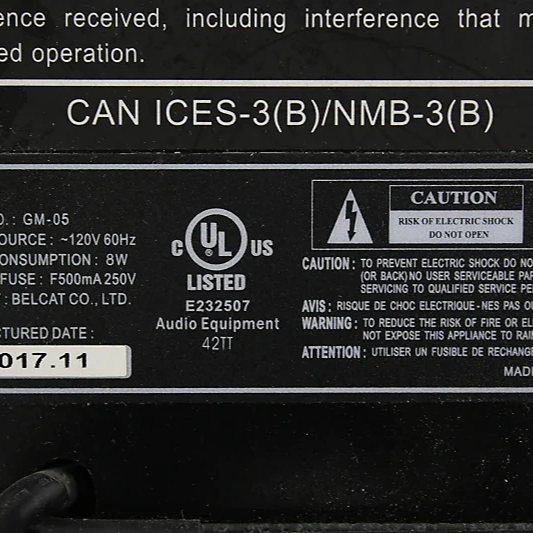 ence received, including interference that m
ed operation.
CAN ICES-3(B)/NMB-3(B)
O.: GM-05
OURCE: ~120V 60Hz
ONSUMPTION: 8W
FUSE: F500mA 250V
: BELCAT CO., LTD.
CTURED DATE:
017.11
C UL US
LISTED
E232507
Audio Equipment
42TT
CAUTION
RISK OF ELECTRIC SHOCK
DO NOT OPEN
CAUTION: TO PREVENT ELECTRIC SHOCK DO NO
(OR BACK) NO USER SERVICEABLE PAR
SERVICING TO QUALIFIED SERVICE PE
AVIS: RISQUE DE CHOC ELECTRIQUE-NES PAS OU
WARNING: TO REDUCE THE RISK OF FIRE OR EL
NOT EXPOSE THIS APPLIANCE TO RAI
ATTENTION: UTILISER UN FUSIBLE DE RECHANGE
MAD